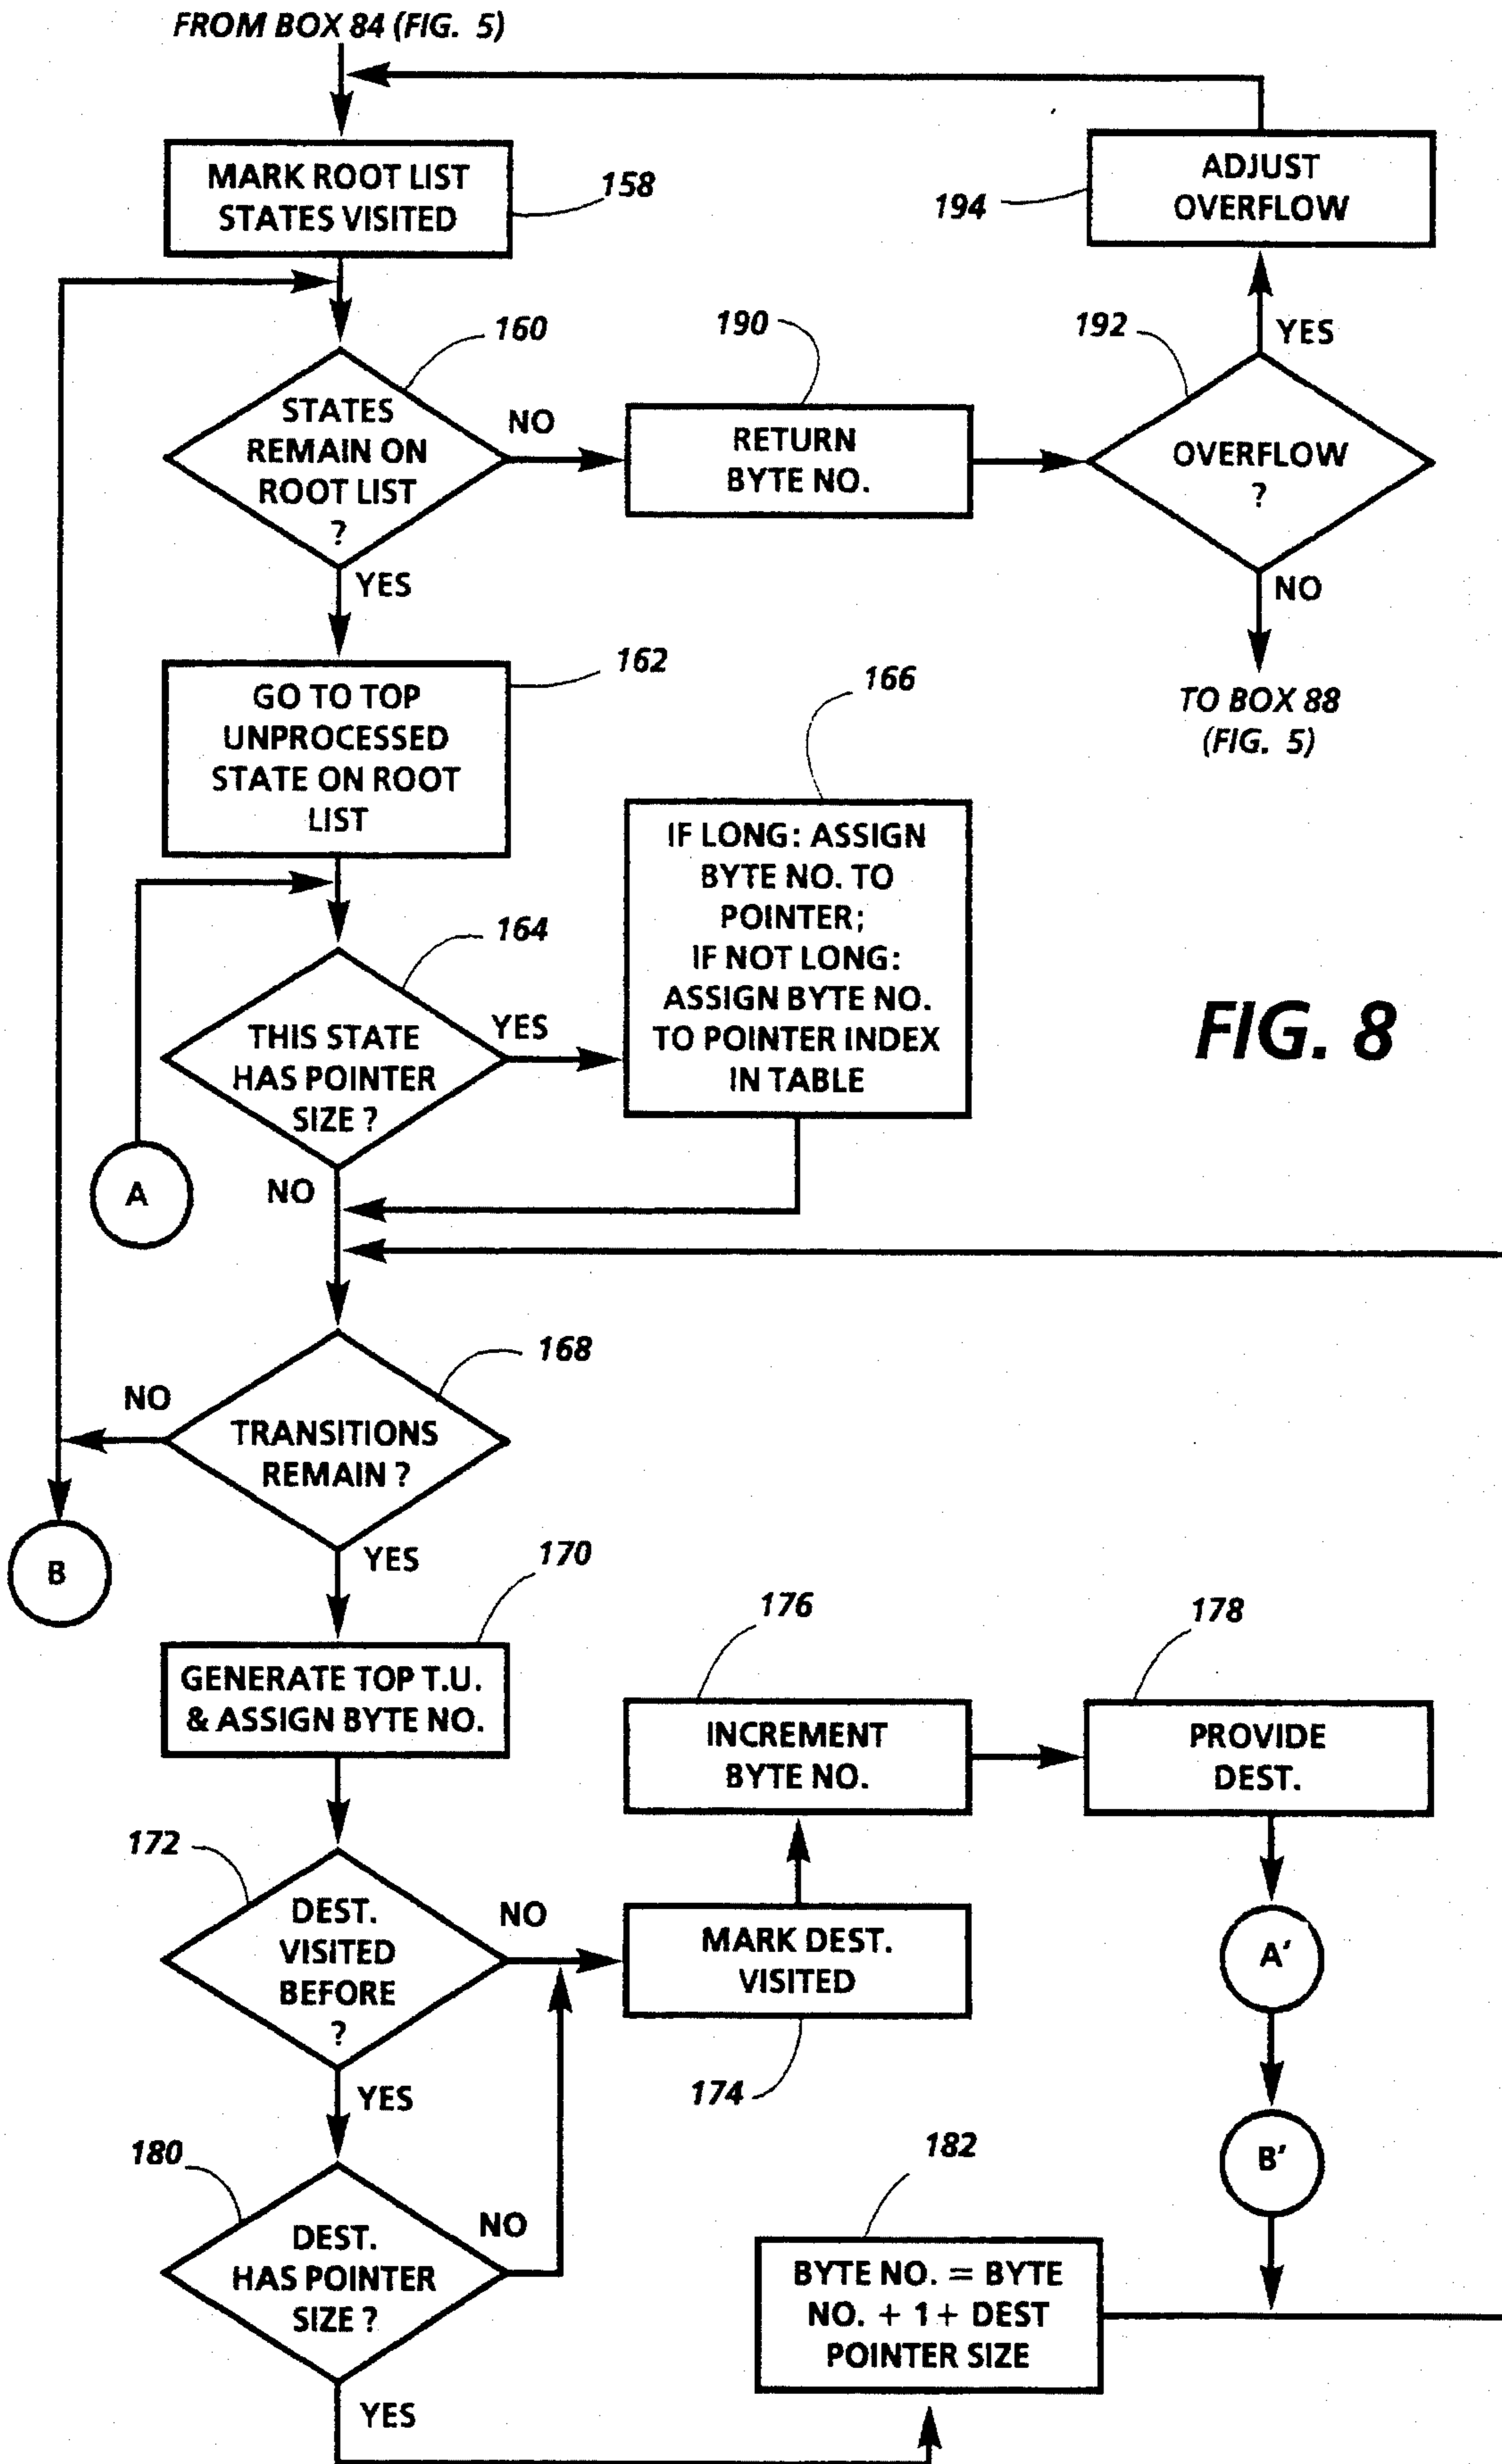 FROM BOX 84 (FIG. 5)
MARK ROOT LIST
STATES VISITED
158
ADJUST
OVERFLOW
194
160
190
192
YES
STATES
REMAIN ON
ROOT LIST
?
NO
RETURN
BYTE NO.
OVERFLOW
?
YES
NO
162
GO TO TOP
UNPROCESSED
STATE ON ROOT
LIST
166
TO BOX 88
(FIG. 5)
IF LONG: ASSIGN
BYTE NO. TO
POINTER;
IF NOT LONG:
ASSIGN BYTE NO.
TO POINTER INDEX
IN TABLE
164
THIS STATE
HAS POINTER
SIZE ?
YES
FIG. 8
A
NO
168
NO
TRANSITIONS
REMAIN ?
B
YES
170
GENERATE TOP T.U.
& ASSIGN BYTE NO.
176
INCREMENT
BYTE NO.
178
PROVIDE
DEST.
172
DEST.
VISITED
BEFORE
?
NO
MARK DEST.
VISITED
174
A'
YES
180
DEST.
HAS POINTER
SIZE ?
NO
182
B'
BYTE NO. = BYTE
NO. + 1 + DEST
POINTER SIZE
YES